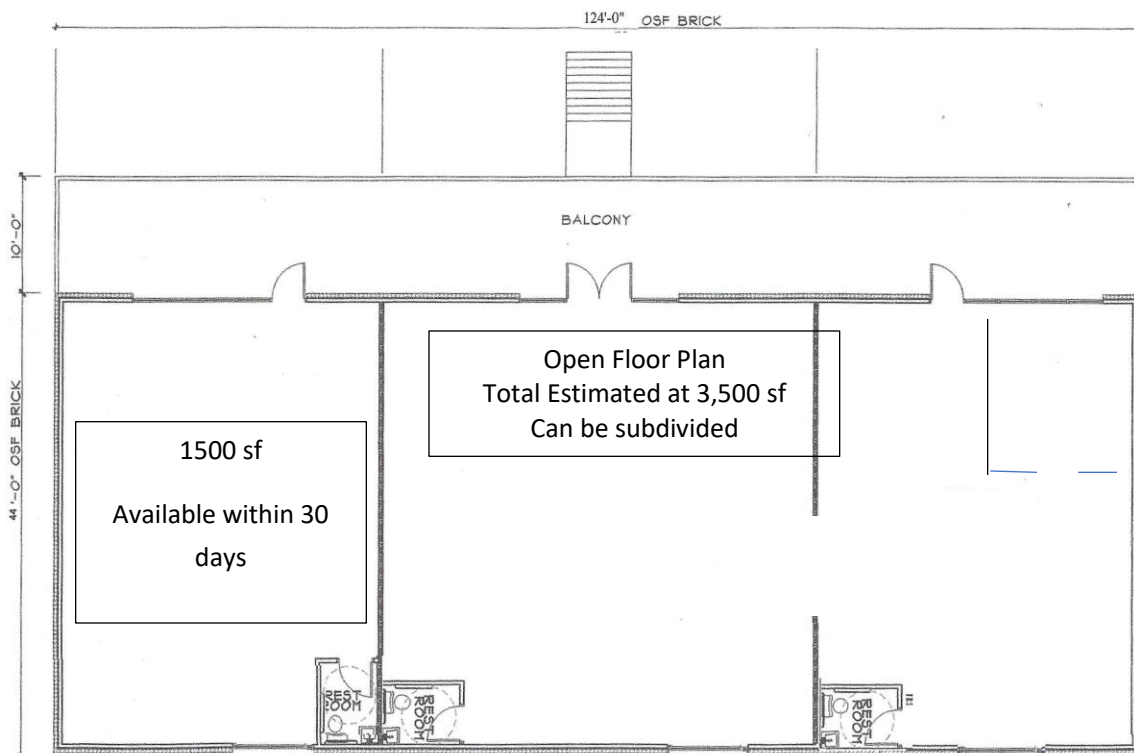 124'-0" OSF BRICK
10'-0"
BALCONY
44'-0" OSF BRICK
Open Floor Plan
Total Estimated at 3,500 sf
Can be subdivided
1500 sf
Available within 30
days
REST
ROOM
REST
ROOM
REST
ROOM